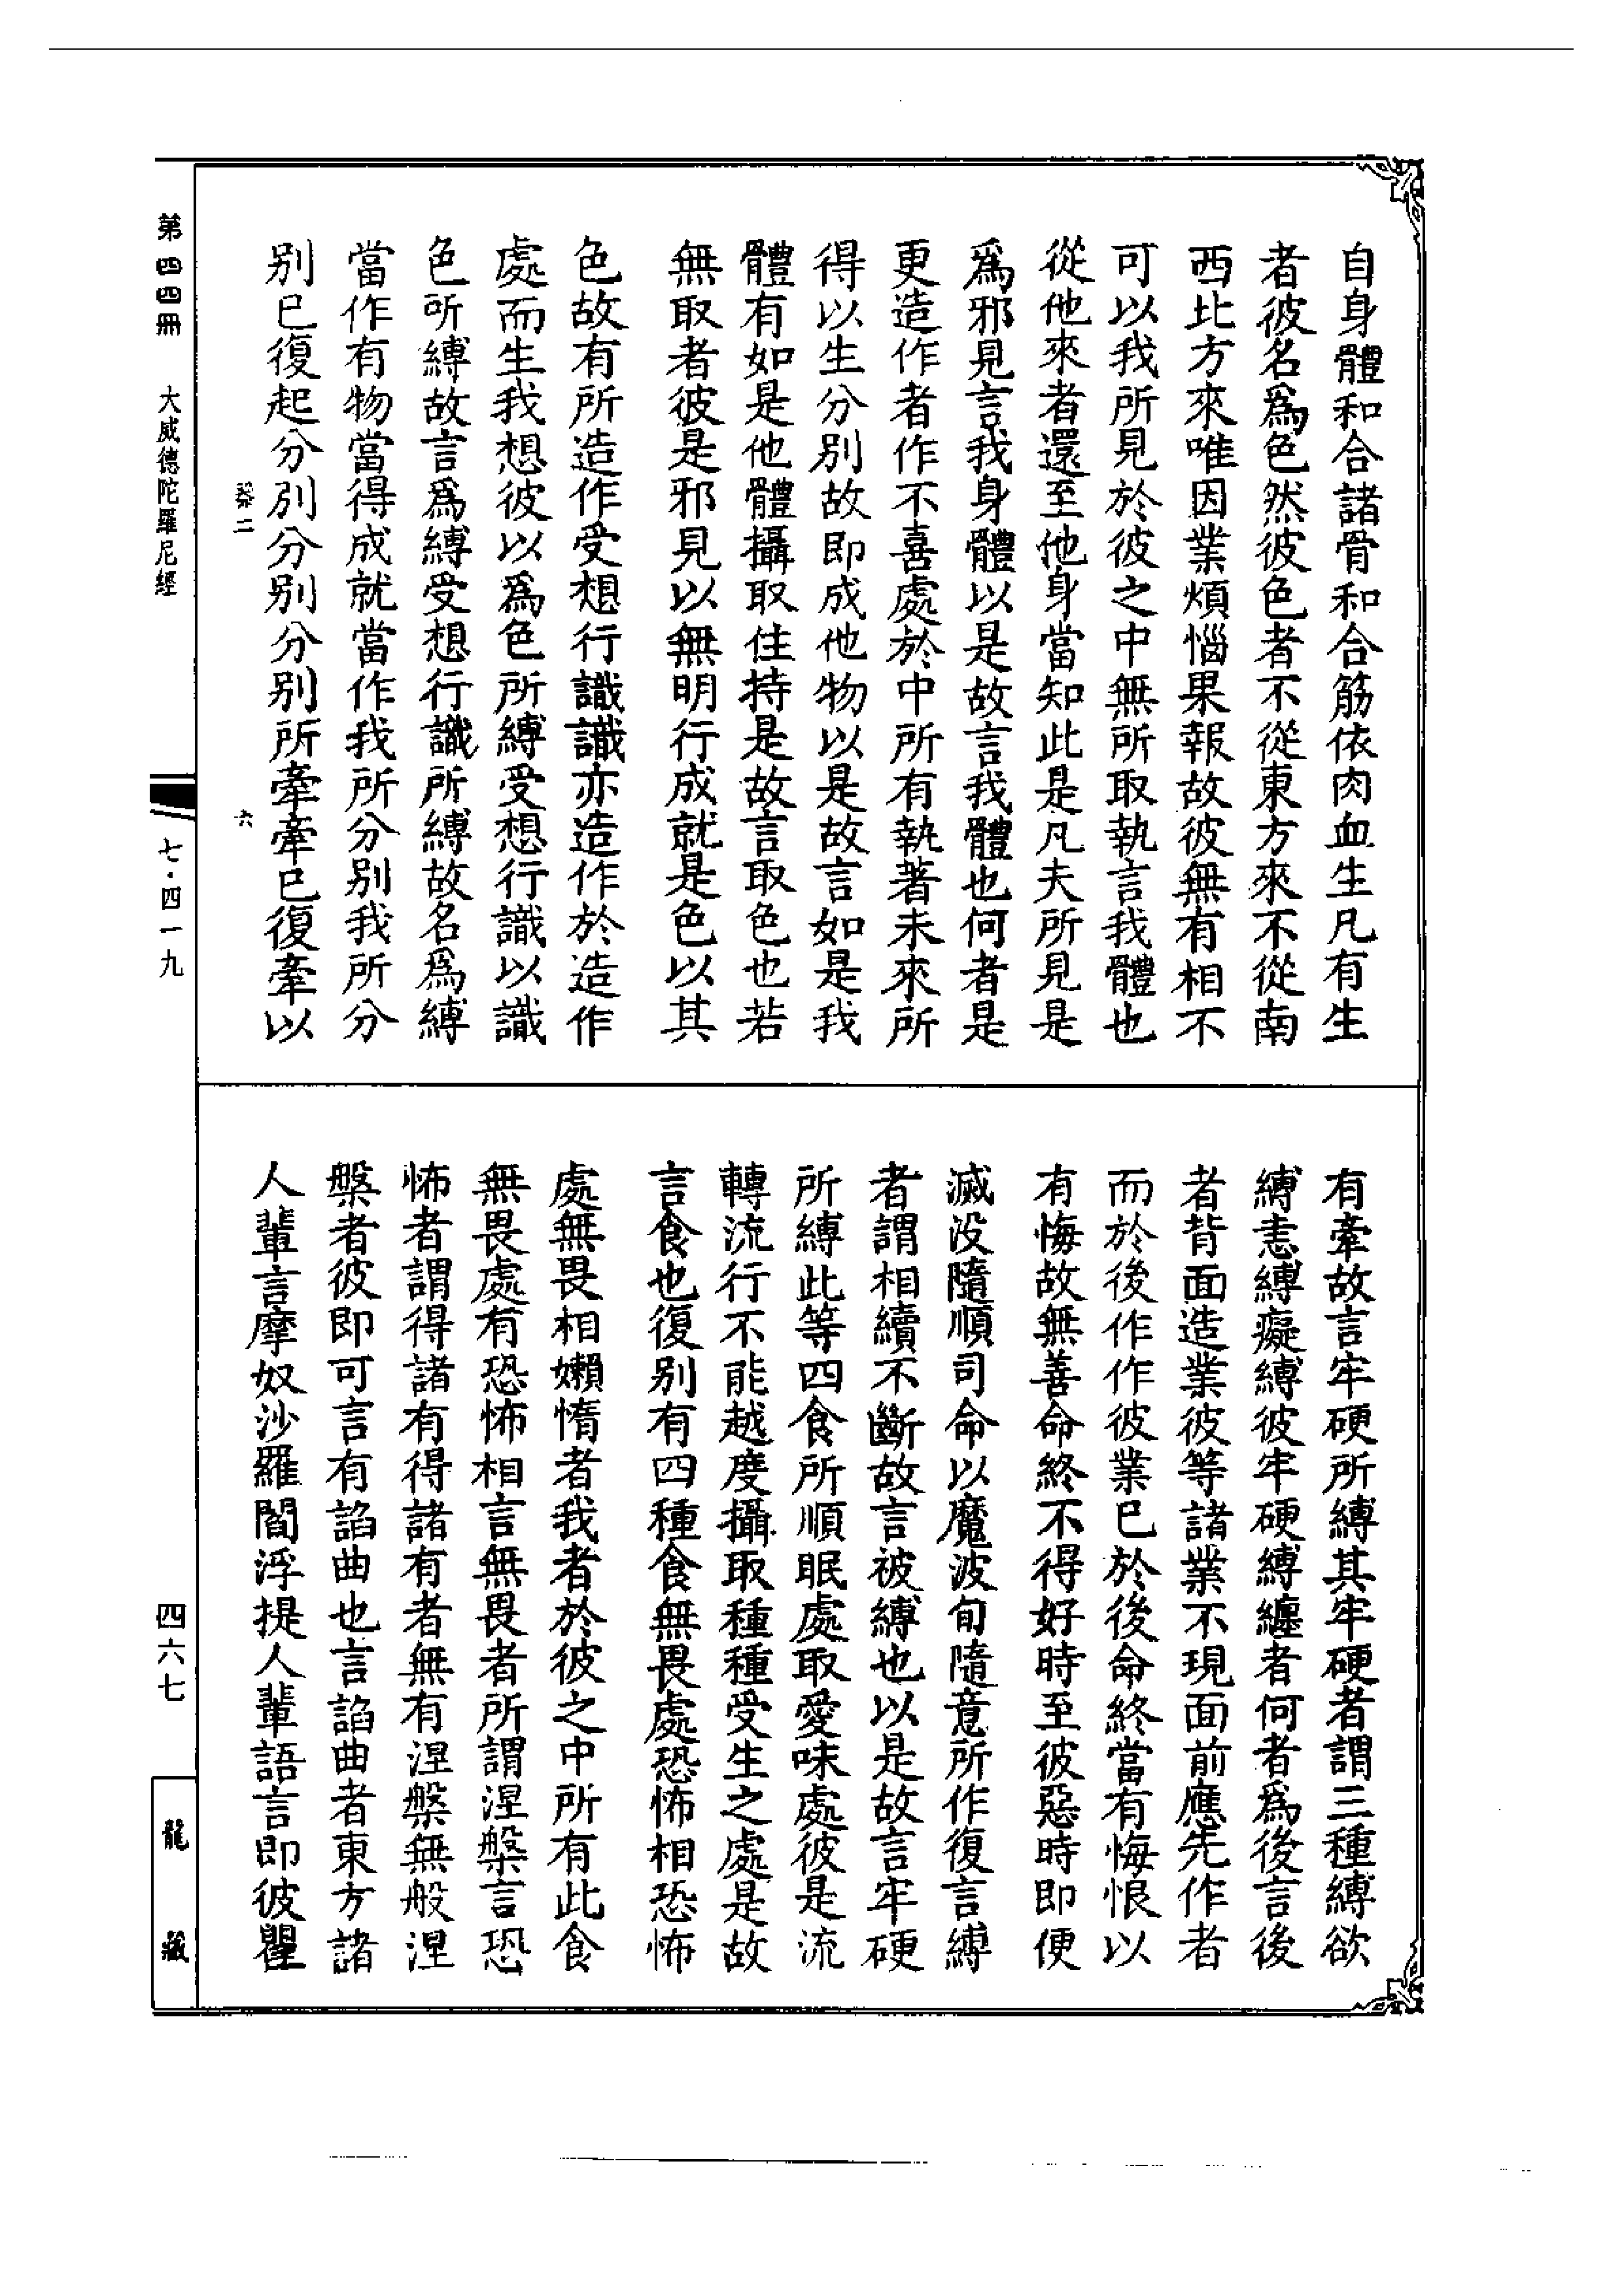 自身體和合諸骨和合筋依肉血生凡有生
者彼名爲色然彼色者不從東方來不從南
西北方來唯因業煩惱果報故彼無有相不
可以我所見於彼之中無所取執言我體也
從他來者還至他身當知此是凡夫所見是
爲邪見言我身體以是故言我體也何者是
更造作者作不喜處於中所有執著未來所
得以生分別故即成他物以是故言如是我
體有如是他體攝取住持是故言取色也若
無取者彼是邪見以無明行成就是色以其
色故有所造作受想行識識亦造作於造作
處而生我想彼以爲色所縛受想行識以識
色所縛故言爲縛受想行識所縛故名爲縛
當作有物當得成就當作我所分別我所分
別已復起分別分別分別所牽牽已復牽以
有牽故言牢硬所縛其牢硬者謂三種縛欲
縛恚縛癡縛彼牢硬縛纏者何者爲後言後
者背面造業彼等諸業不現面前應先作者
而於後作作彼業已於後命終當有悔恨以
有悔故無善命終不得好時至彼惡時即便
滅沒隨順司命以魔波旬隨意所作復言縛
者謂相續不斷故言被縛也以是故言牢硬
所縛此等四食所順眠處取愛味處彼是流
轉流行不能越度攝取種種受生之處是故
言食也復別有四種食無畏處恐怖相恐怖
處無畏相嬾惰者我者於彼之中所有此食
無畏處有恐怖相言無畏者所謂涅槃言恐
怖者謂得諸有得諸有者無有涅槃無般涅
槃者彼即可言有諂曲也言諂曲者東方諸
人輩言摩奴沙羅閻浮提人輩語言即彼瞿
第四四冊 大威德陀羅尼經 七·四一九 四六七 龍藏
二 六